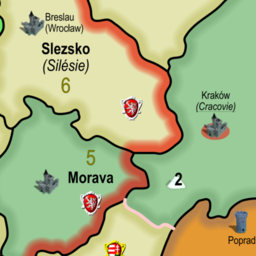 Breslau
(Wrocław)
Slezsko
(Silésie)
6
Kraków
(Cracovie)
5
Morava
2
Poprad